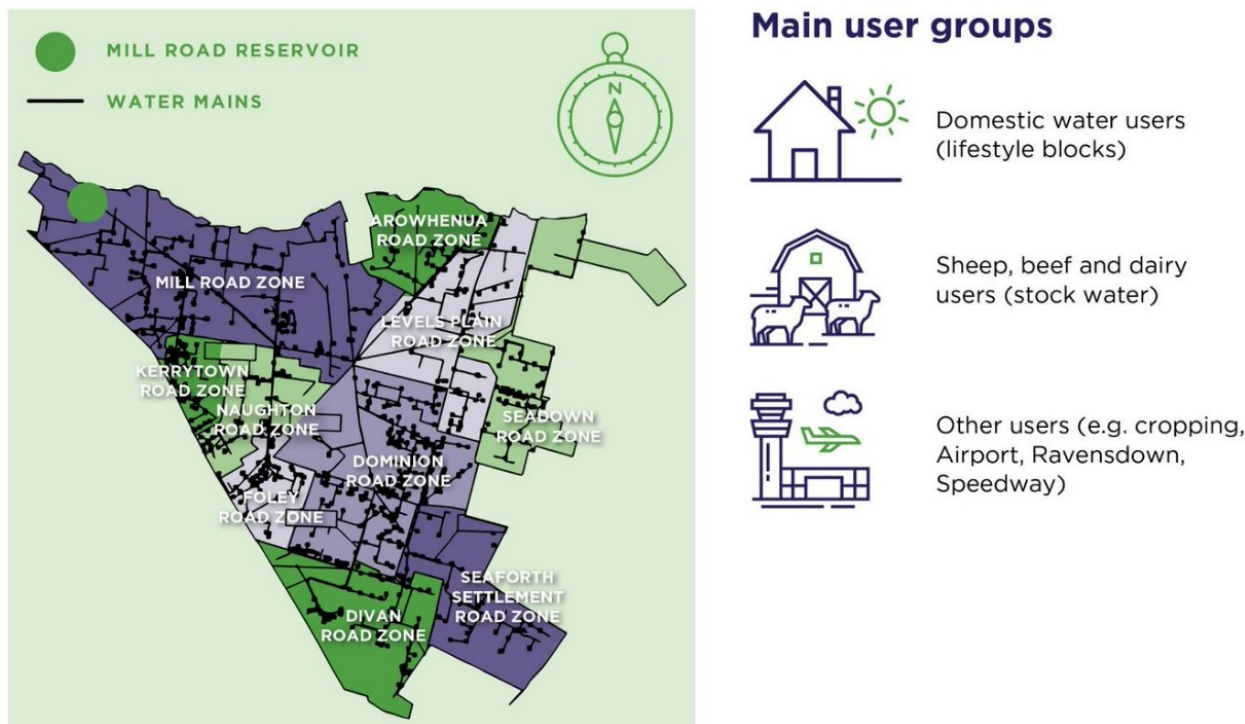 MILL ROAD RESERVOIR
WATER MAINS
N
AROWHENUA
ROAD ZONE
MILL ROAD ZONE
LEVELS PLAIN
ROAD ZONE
KERRYTOWN
ROAD ZONE
NAUGHTON
ROAD ZONE
SEADOWN
ROAD ZONE
DOMINION
ROAD ZONE
FOLEY
ROAD ZONE
SEAFORTH
SETTLEMENT
ROAD ZONE
DIVAN
ROAD ZONE
Main user groups
Domestic water users
(lifestyle blocks)
Sheep, beef and dairy
users (stock water)
Other users (e.g. cropping,
Airport, Ravensdown,
Speedway)